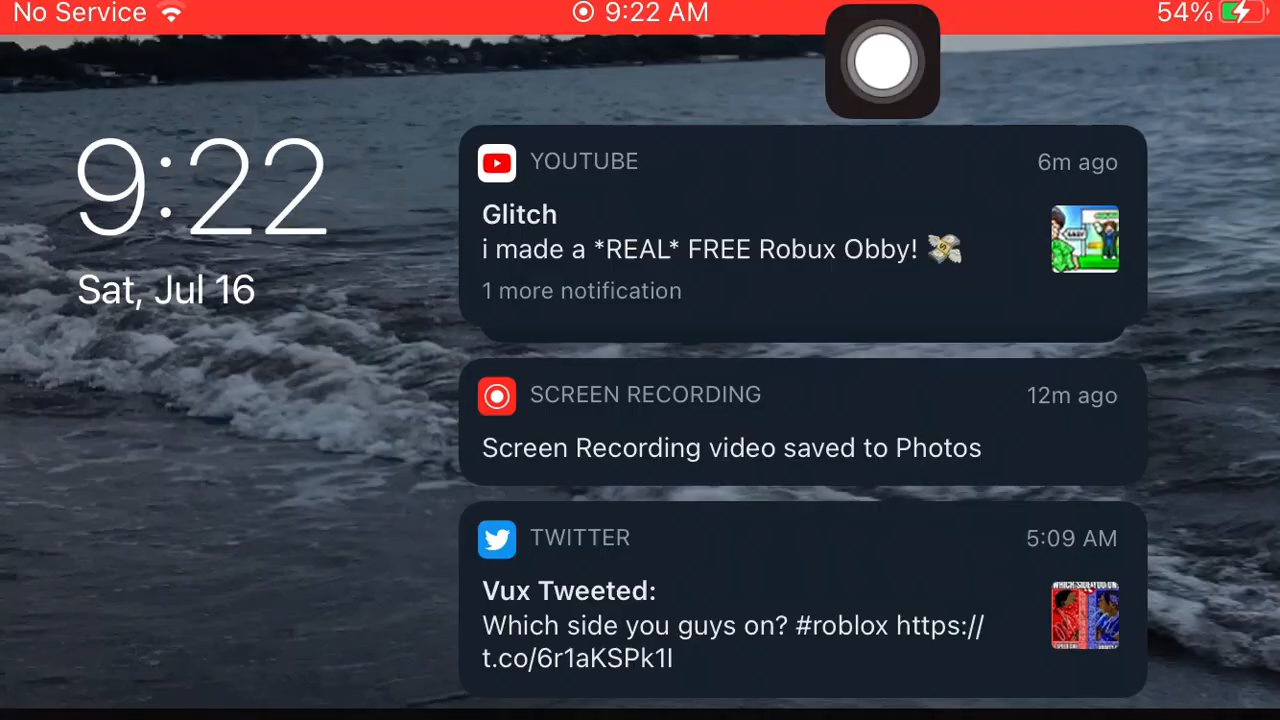 No Service 9:22 AM 54%
9:22
Sat, Jul 16
YOUTUBE 6m ago
Glitch
i made a *REAL* FREE Robux Obby! 💸
1 more notification
SCREEN RECORDING 12m ago
Screen Recording video saved to Photos
TWITTER 5:09 AM
Vux Tweeted:
Which side you guys on? #roblox https://
t.co/6r1aKSPk1I